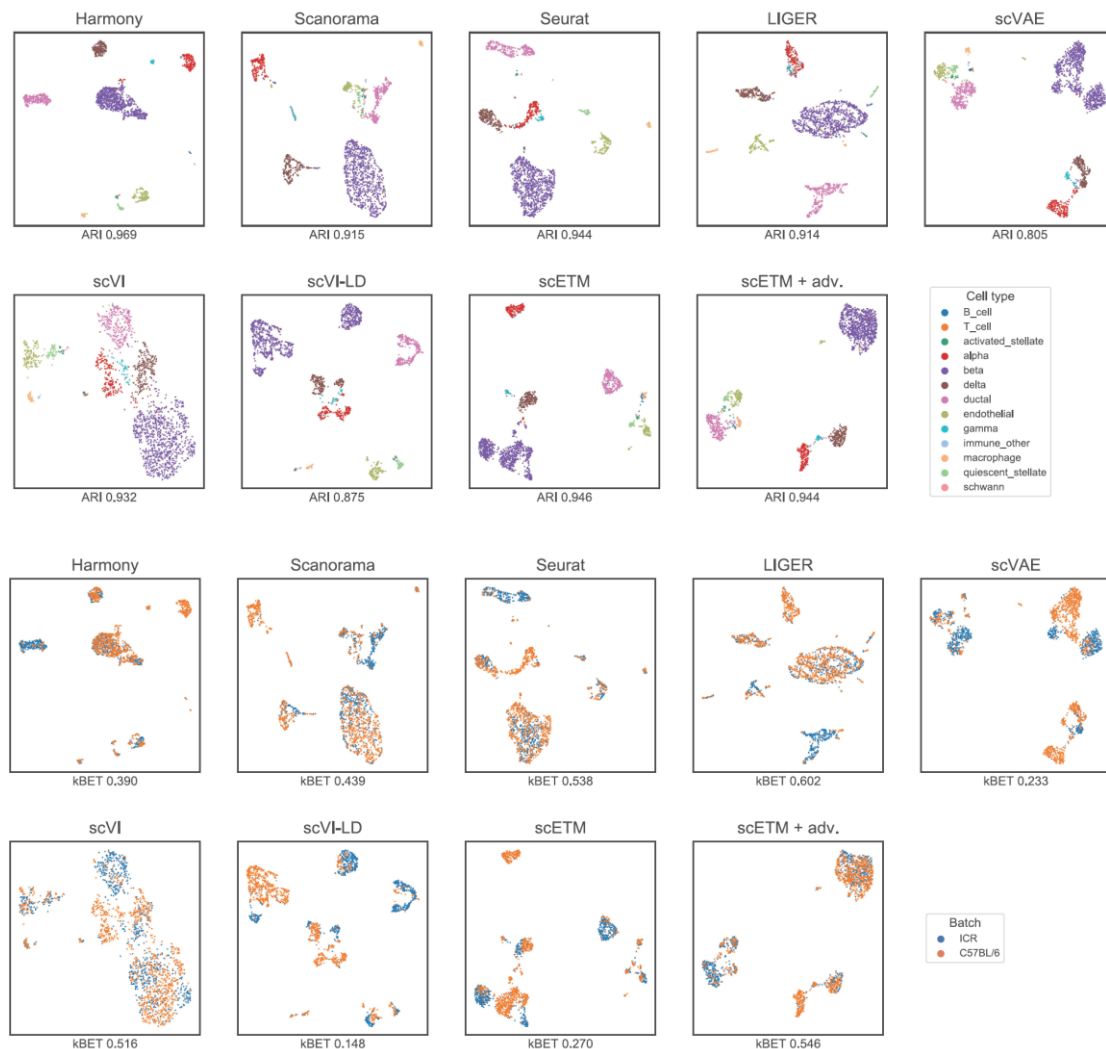 Harmony Scanorama Seurat LIGER scVAE
ARI 0.969 ARI 0.915 ARI 0.944 ARI 0.914 ARI 0.805
scVI scVI-LD scETM scETM + adv.
Cell type
B_cell
T_cell
activated_stellate
alpha
beta
delta
ductal
endothelial
gamma
immune_other
macrophage
quiescent_stellate
schwann
ARI 0.932 ARI 0.875 ARI 0.946 ARI 0.944
Harmony Scanorama Seurat LIGER scVAE
kBET 0.390 kBET 0.439 kBET 0.538 kBET 0.602 kBET 0.233
scVI scVI-LD scETM scETM + adv.
Batch
ICR
C57BL/6
kBET 0.516 kBET 0.148 kBET 0.270 kBET 0.546